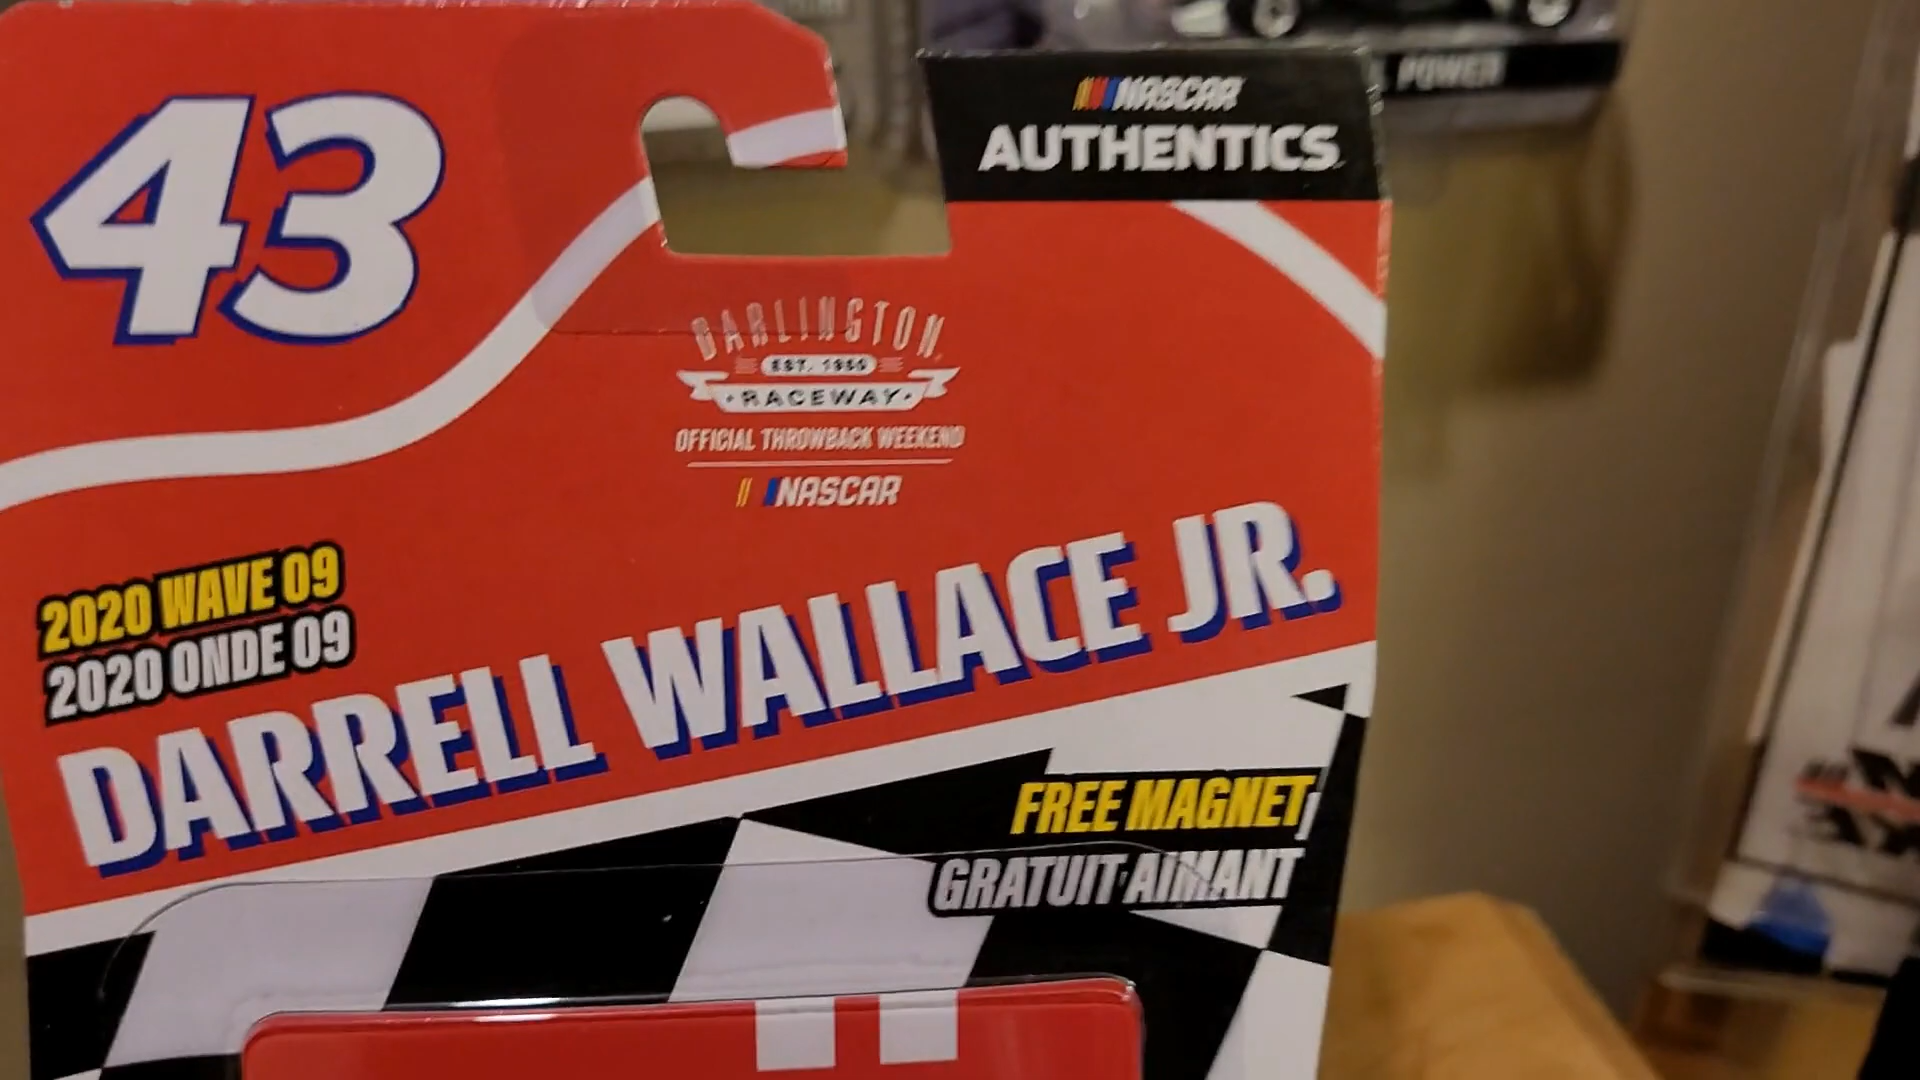 43
NASCAR
AUTHENTICS
POWER
DARLINGTON
EST. 1950
RACEWAY
OFFICIAL THROWBACK WEEKEND
NASCAR
2020 WAVE 09
2020 ONDE 09
DARRELL WALLACE JR.
FREE MAGNET
GRATUIT AIMANT